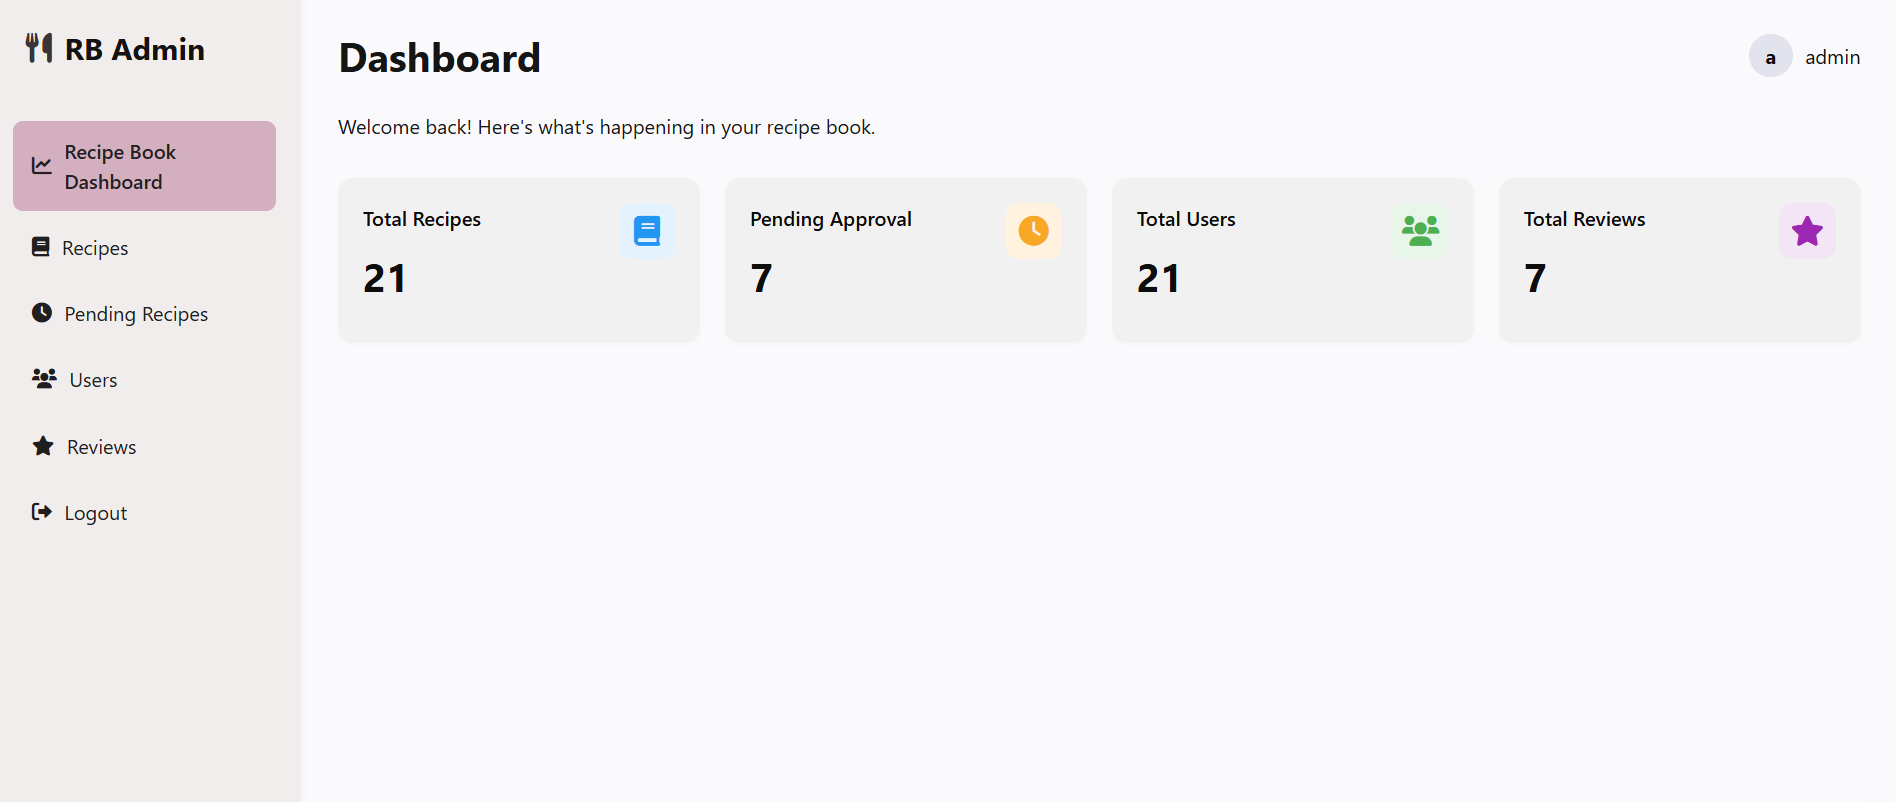 RB Admin
Recipe Book
Dashboard
Recipes
Pending Recipes
Users
Reviews
Logout
Dashboard
a
admin
Welcome back! Here's what's happening in your recipe book.
Total Recipes
21
Pending Approval
7
Total Users
21
Total Reviews
7